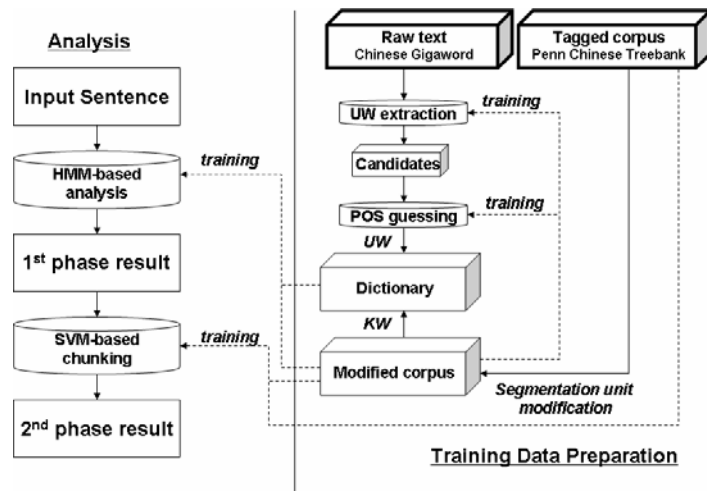 Analysis
Input Sentence
HMM-based
analysis
training
1st phase result
SVM-based
chunking
training
2nd phase result
Raw text
Chinese Gigaword
Tagged corpus
Penn Chinese Treebank
UW extraction
training
Candidates
POS guessing
training
UW
Dictionary
KW
Modified corpus
Segmentation unit
modification
Training Data Preparation